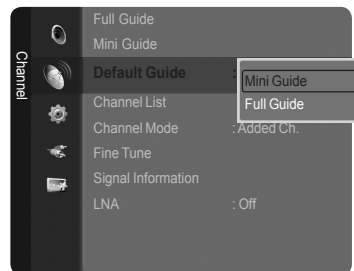 Channel
Full Guide
Mini Guide
Default Guide :
Mini Guide
Full Guide
Channel List
Channel Mode : Added Ch.
Fine Tune
Signal Information
LNA : Off